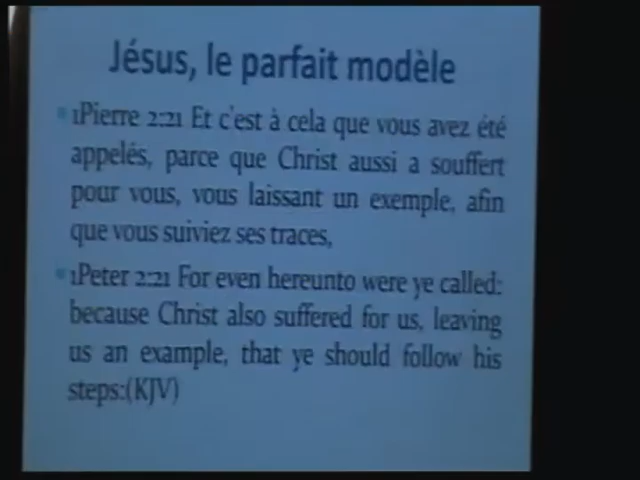 Jésus, le parfait modèle
1Pierre 2:21 Et c'est à cela que vous avez été
appelés, parce que Christ aussi a souffert
pour vous, vous laissant un exemple, afin
que vous suiviez ses traces,
1Peter 2:21 For even hereunto were ye called:
because Christ also suffered for us, leaving
us an example, that ye should follow his
steps:(KJV)